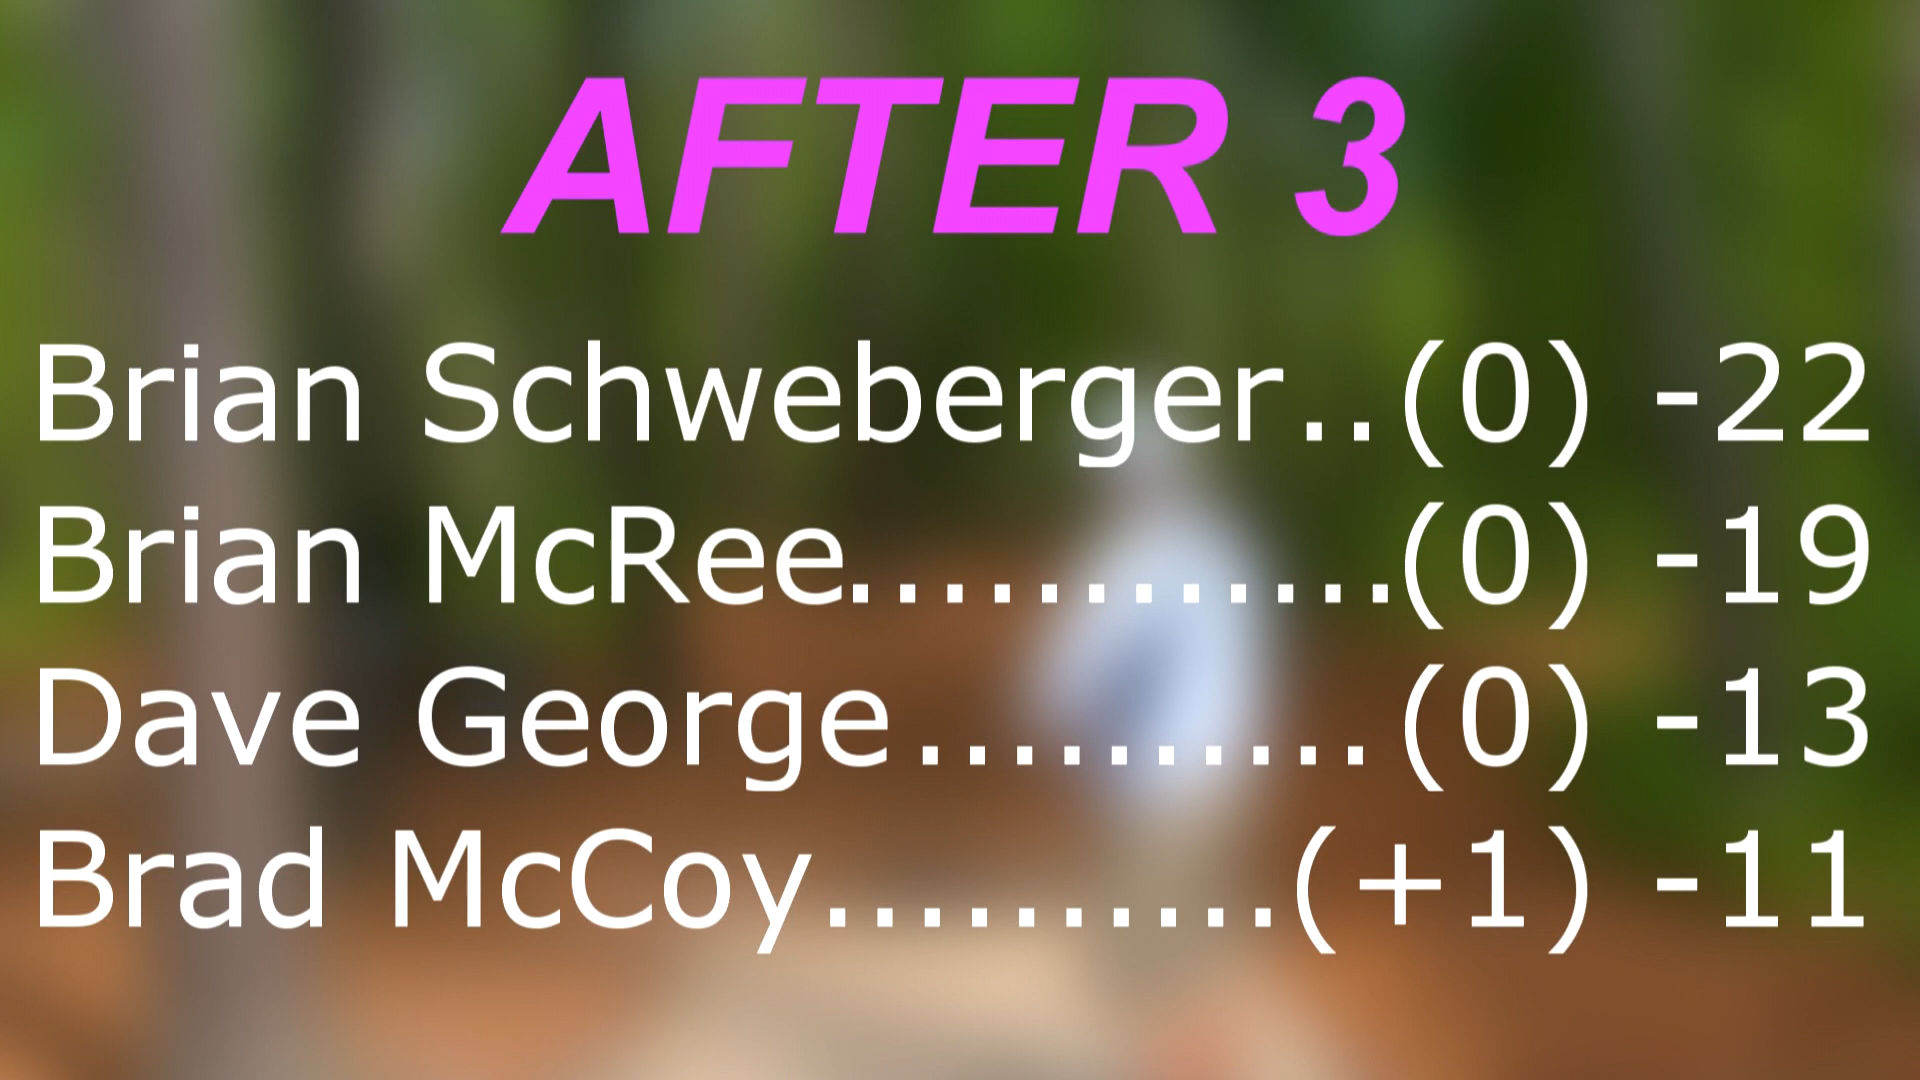 AFTER 3
Brian Schweberger..(0) -22
Brian McRee............(0) -19
Dave George..........(0) -13
Brad McCoy..........(+1) -11